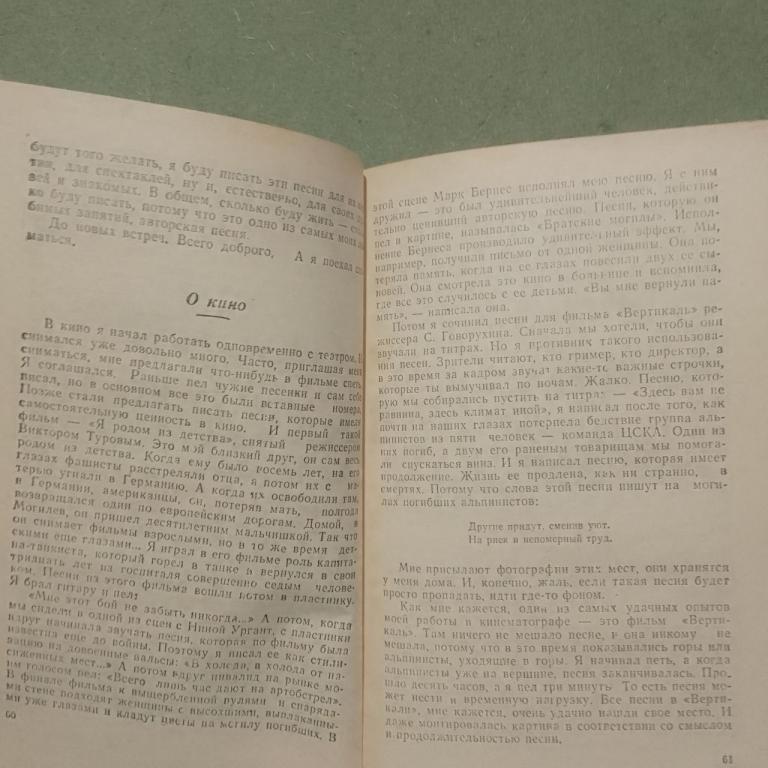 будут того желать, я буду писать эти песни для
тин, для спектаклей, ну и, естественно, для своих
зей и знакомых. В общем, сколько буду жить —
ко буду писать, потому что это одно из самых моих
бимых занятий, авторская песня.
До новых встреч. Всего доброго, А я поехал
маться.
О кино
В кино я начал работать одновременно с театром.
снимался уже довольно много. Часто, приглашая меня
сниматься, мне предлагали что-нибудь в фильме спеть.
Я соглашался. Раньше пел чужие песенки и сам себе
писал, но в основном все это были вставные номера.
Позже стали предлагать писать песни, которые имели
самостоятельную ценность в кино. И первый такой
фильм — «Я родом из детства», снятый режиссером
Виктором Туровым. Это мой близкий друг, он сам весь
родом из детства. Когда ему было восемь лет, на его
глазах фашисты расстреляли отца, а потом их с ма-
терью угнали в Германию. А когда их освободили там,
в Германии, американцы, он, потеряв мать, полгода
возвращался один по европейским дорогам. Домой, в
Могилев, он пришел десятилетним мальчишкой. Так что
он снимает фильмы взрослыми, но в то же время дет-
скими еще глазами... Я играл в его фильме роль капита-
на-танкиста, который горел в танке и вернулся в свои
тридцать лет из госпиталя совершенно седым челове-
ком. Песни из этого фильма вошли потом в пластинку.
Я брал гитару и пел:
«Мне этот бой не забыть никогда...» А потом, когда
мы сидели в одной из сцен с Ниной Ургант, с пластинки
вдруг начинала звучать песня, которая по фильму была
известна еще до войны. Поэтому я писал ее как стили-
зацию на довоенные вальсы: «В холода, в холода от на-
сиженных мест...» А потом вдруг инвалид на рынке мо-
им голосом пел: «Всего лишь час дают на артобстрел».
В финале фильма к выщербленной пулями и снаряда-
ми стене подходят женщины с высохшими, выплаканны-
ми уже глазами и кладут цветы на могилу погибших. В
60
этой сцене Марк Бернес исполнял мою песню. Я с ним
дружил — это был удивительнейший человек, действи-
тельно ценивший авторскую песню. Песня, которую он
пел в картине, называлась «Братские могилы». Испол-
нение Бернеса производило удивительный эффект. Мы,
например, получили письмо от одной женщины. Она по-
теряла память, когда на ее глазах повесили двух ее сы-
новей. Она смотрела это кино в больнице и вспомнила,
где все это случилось с ее детьми. «Вы мне вернули па-
мять», — написала она.
Потом я сочинил песни для фильма «Вертикаль» ре-
жиссера С. Говорухина. Сначала мы хотели, чтобы они
звучали на титрах. Но я противник такого использова-
ния песен. Зрители читают, кто гример, кто директор, а
в это время за кадром звучат какие-то важные строчки,
которые ты вымучивал по ночам. Жалко. Песню, кото-
рую мы собирались пустить на титрах — «Здесь вам не
равнина, здесь климат иной», я написал после того, как
почти на наших глазах потерпела бедствие группа аль-
пинистов из пяти человек — команда ЦСКА. Один из
них погиб, а двум его раненым товарищам мы помога-
ли спускаться вниз. И я написал песню, которая имеет
продолжение. Жизнь ее продлена, как ни странно, в
смертях. Потому что слова этой песни пишут на моги-
лах погибших альпинистов:
Другие придут, сменив уют.
На риск и непомерный труд.
Мне присылают фотографии этих мест, они хранятся
у меня дома. И, конечно, жаль, если такая песня будет
просто пропадать, идти где-то фоном.
Как мне кажется, один из самых удачных опытов
моей работы в кинематографе — это фильм «Верти-
каль». Там ничего не мешало песне, и она никому не
мешала, потому что в это время показывались горы или
альпинисты, уходящие в горы. Я начинал петь, а когда
альпинисты уже на вершине, песня заканчивалась. Про-
шло десять часов, а я пел три минуты. То есть песня мо-
жет нести и временную нагрузку. Все песни в «Верти-
кали», мне кажется, очень удачно нашли свое место. И
даже монтировалась картина в соответствии со смыслом
и продолжительностью песни.
61